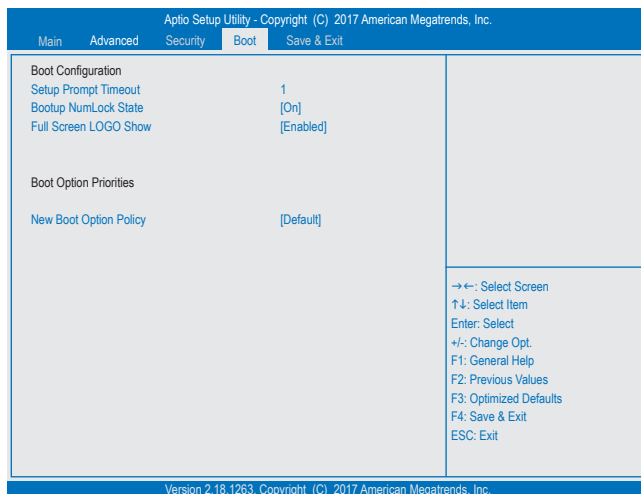 Aptio Setup Utility - Copyright (C) 2017 American Megatrends, Inc.
Main Advanced Security Boot Save & Exit
Boot Configuration
Setup Prompt Timeout 1
Bootup NumLock State [On]
Full Screen LOGO Show [Enabled]
Boot Option Priorities
New Boot Option Policy [Default]
→←: Select Screen
↑↓: Select Item
Enter: Select
+/-: Change Opt.
F1: General Help
F2: Previous Values
F3: Optimized Defaults
F4: Save & Exit
ESC: Exit
Version 2.18.1263. Copyright (C) 2017 American Megatrends, Inc.